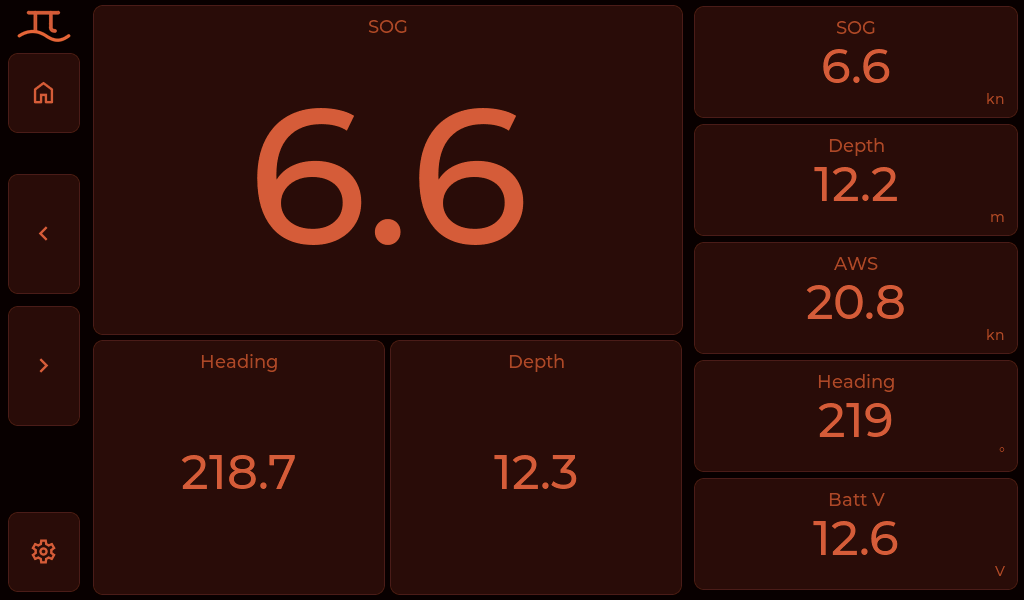 SOG
6.6
Heading
218.7
Depth
12.3
SOG
6.6
kn
Depth
12.2
m
AWS
20.8
kn
Heading
219
°
Batt V
12.6
V